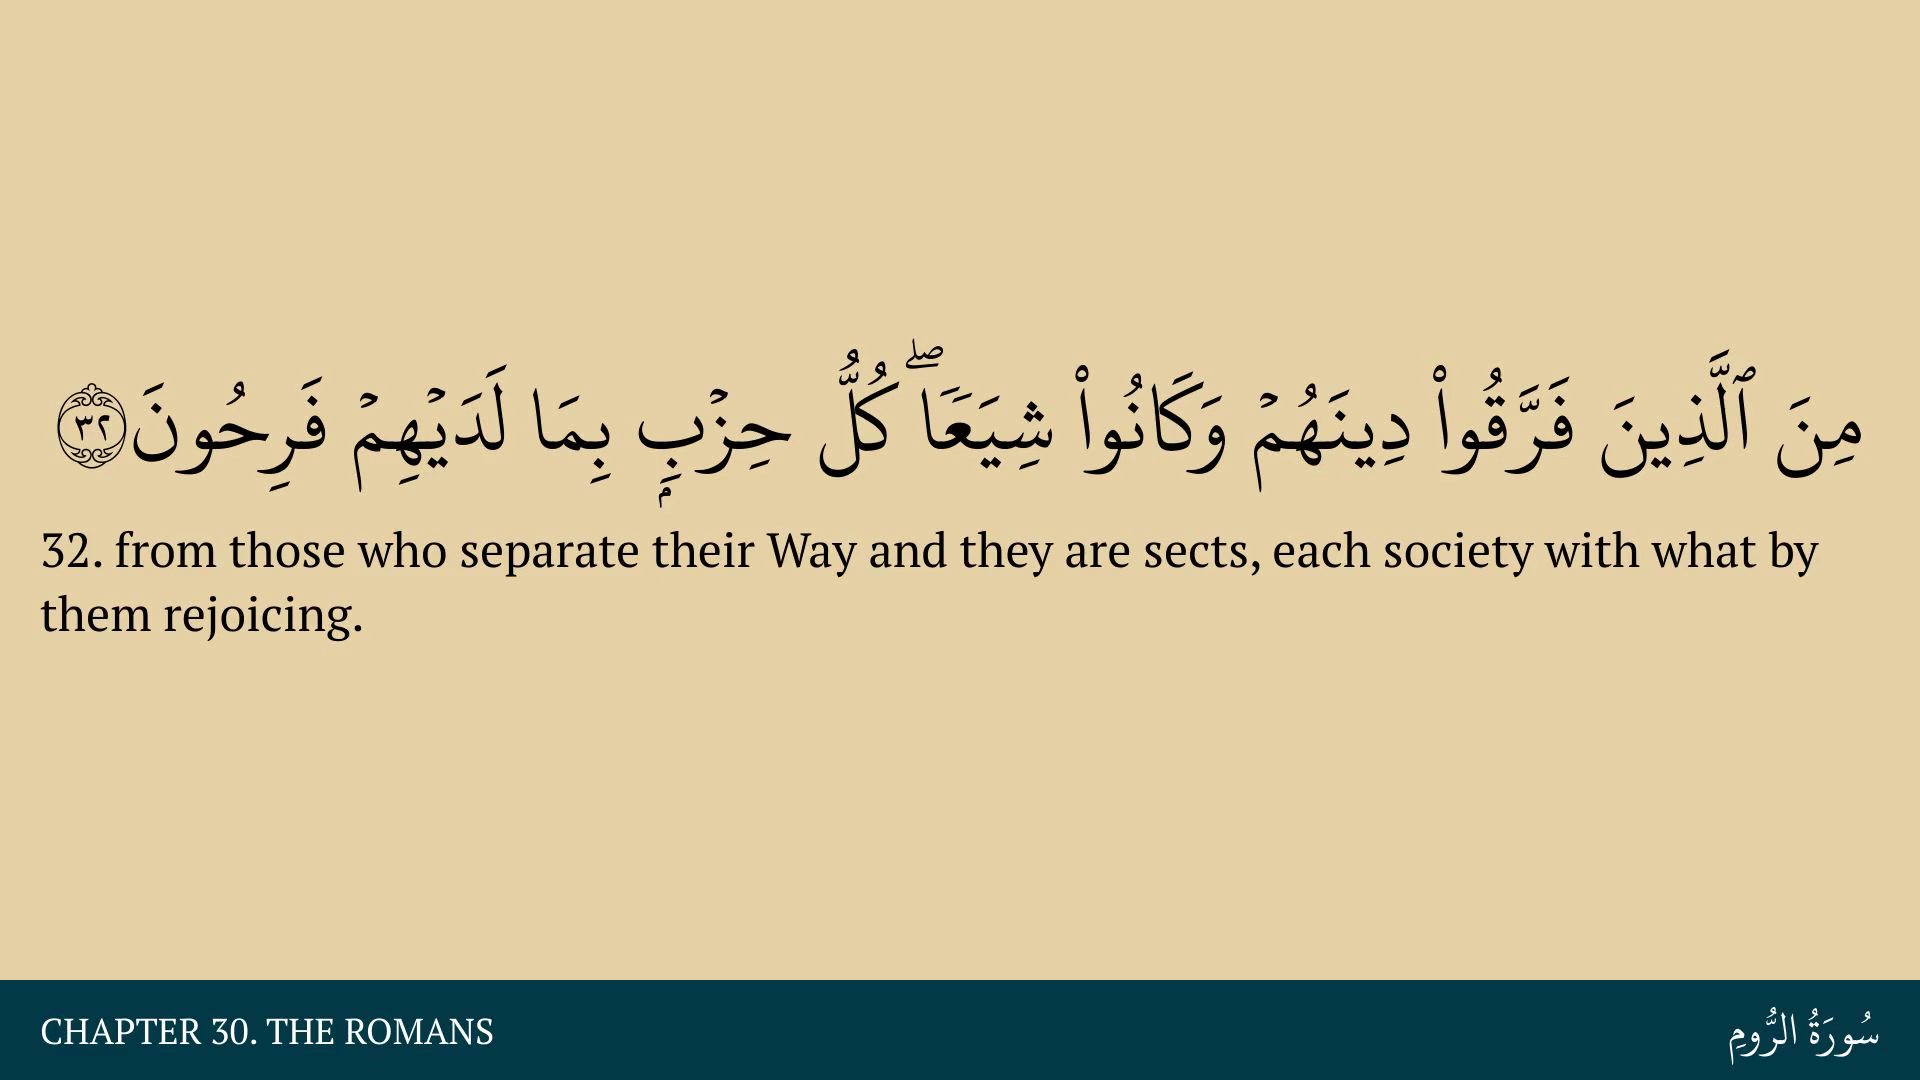 مِنَ ٱلَّذِينَ فَرَّقُوا۟ دِينَهُمۡ وَكَانُوا۟ شِيَعࣰاۖ كُلُّ حِزۡبِۭ بِمَا لَدَيۡهِمۡ فَرِحُونَ ٣٢
32. from those who separate their Way and they are sects, each society with what by
them rejoicing.
CHAPTER 30. THE ROMANS
سُورَةُ الرُّومِ